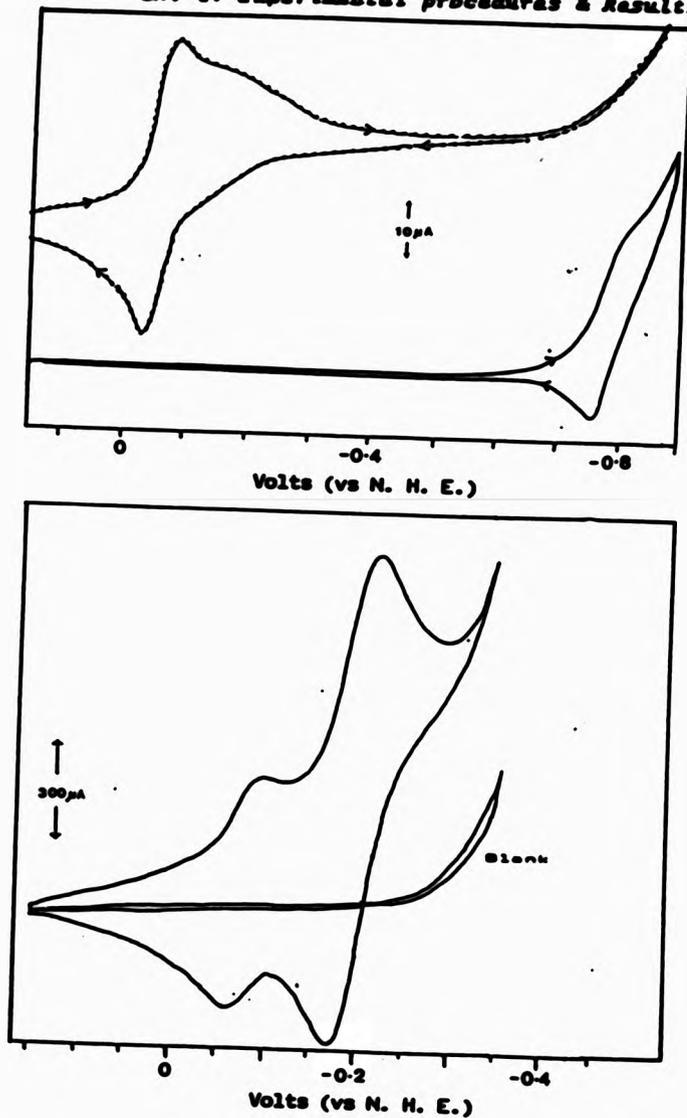 Experimental procedures & Result
10μA
0 -0.4 -0.8
Volts (vs N. H. E.)
300μA
Blank
0 -0.2 -0.4
Volts (vs N. H. E.)